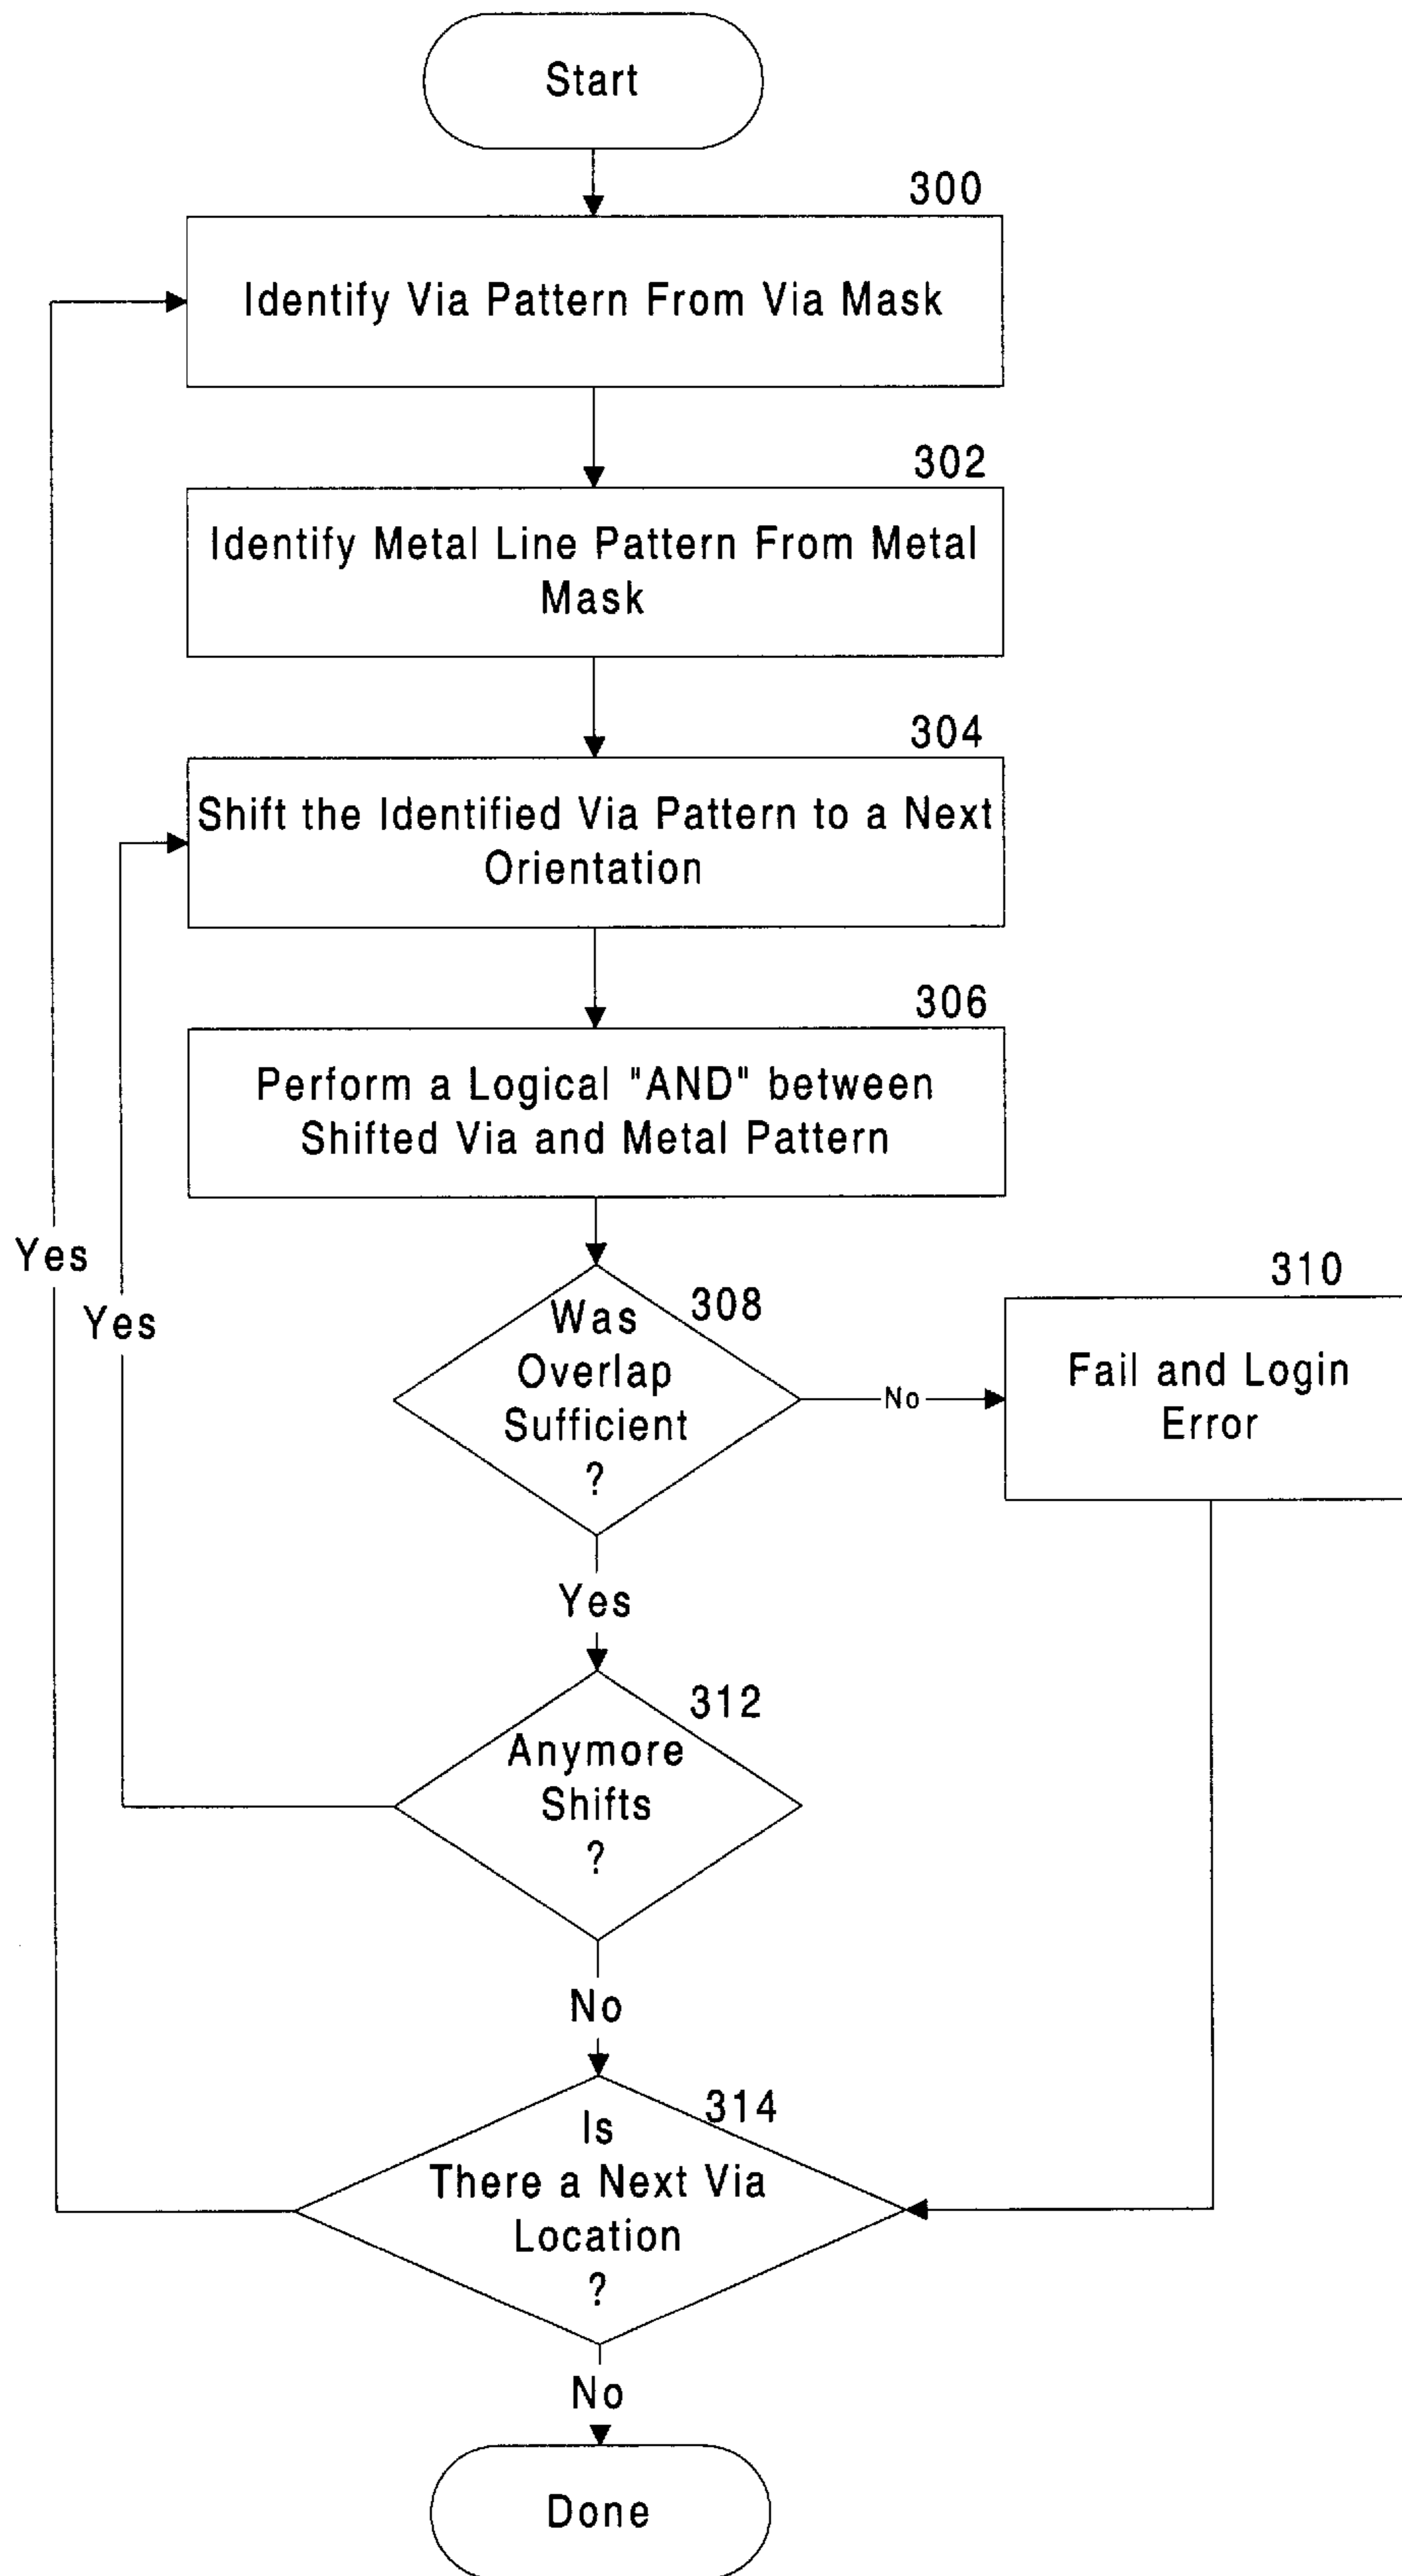 Start
300
Identify Via Pattern From Via Mask
302
Identify Metal Line Pattern From Metal
Mask
304
Shift the Identified Via Pattern to a Next
Orientation
306
Perform a Logical "AND" between
Shifted Via and Metal Pattern
Yes
Yes
308
Was
Overlap
Sufficient
?
No
310
Fail and Login
Error
Yes
312
Anymore
Shifts
?
No
314
Is
There a Next Via
Location
?
No
Done